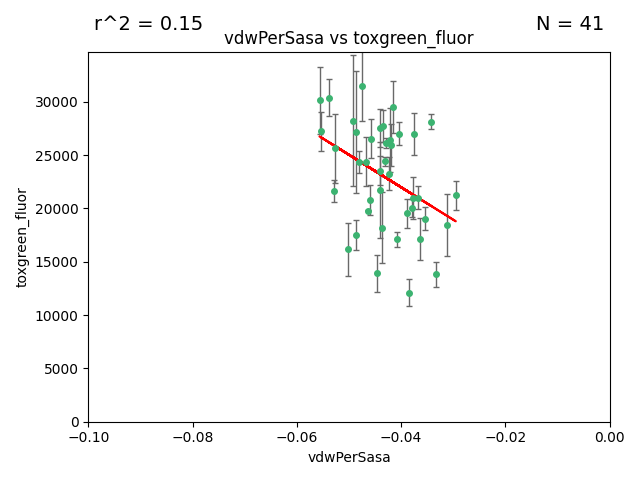 r^2 = 0.15
N = 41
vdwPerSasa vs toxgreen_fluor
toxgreen_fluor
30000
25000
20000
15000
10000
5000
0
−0.10
−0.08
−0.06
−0.04
−0.02
0.00
vdwPerSasa